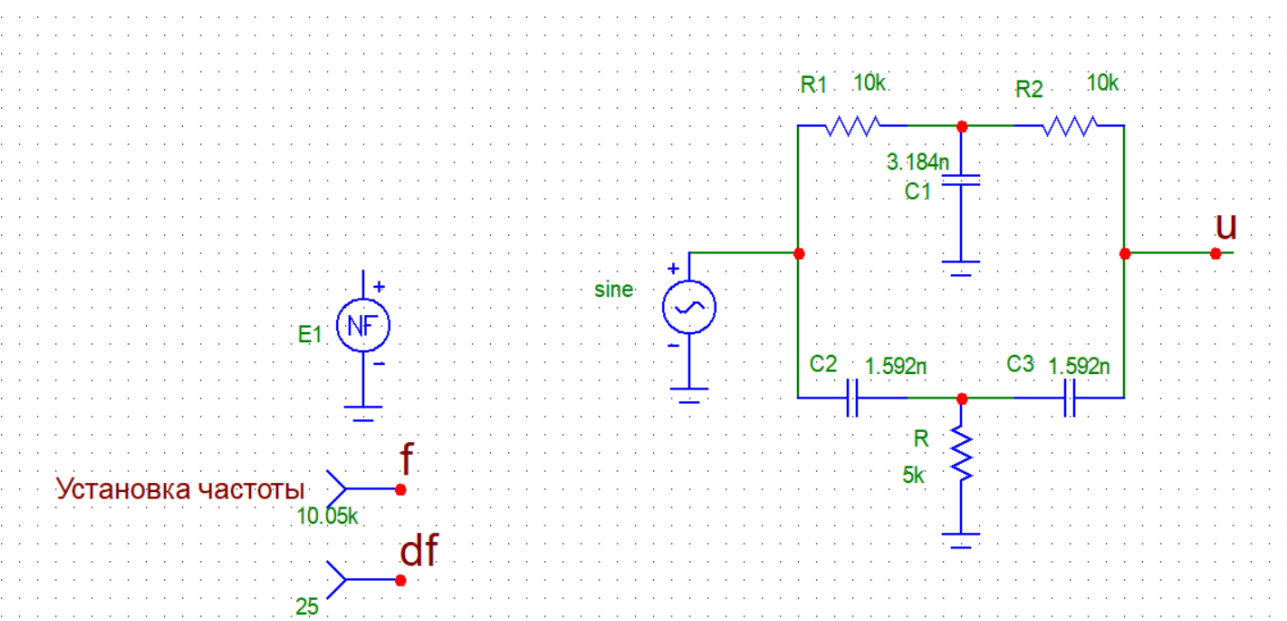 R1 10k
R2 10k
3.184n
C1
u
+
sine
-
+
E1 NF
-
C2 1.592n
C3 1.592n
R
5k
f
Установка частоты
10.05k
df
25